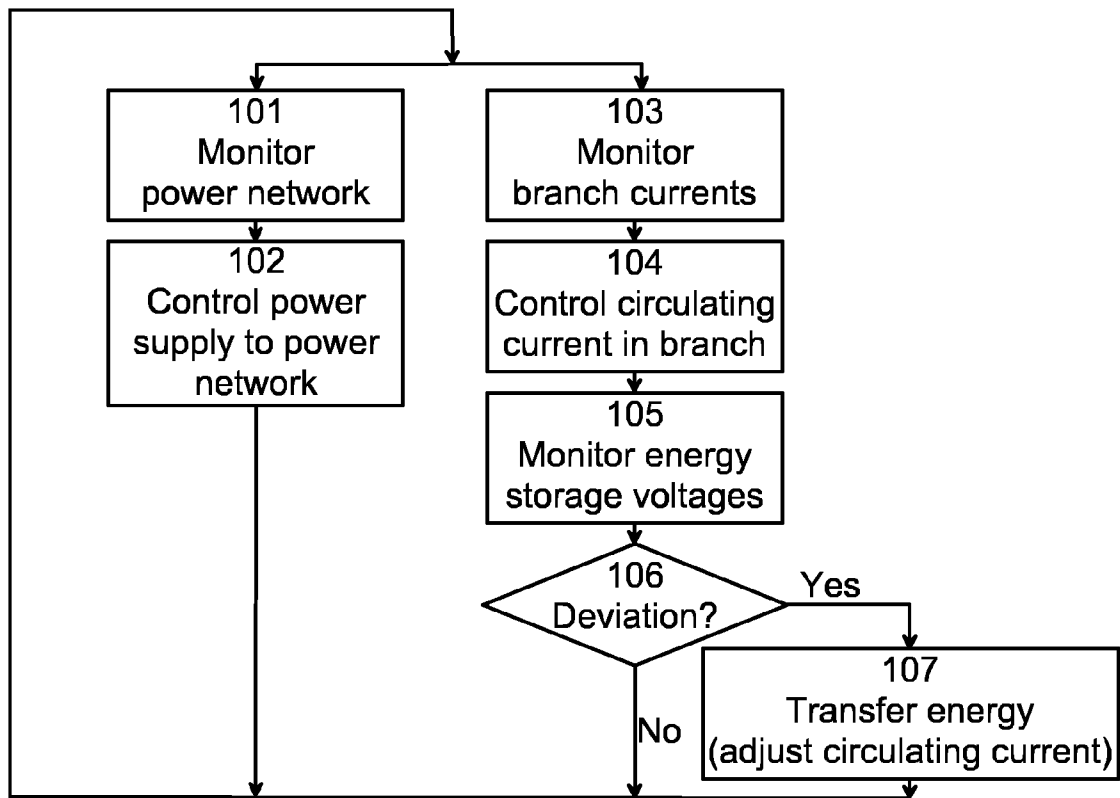 101
Monitor
power network
102
Control power
supply to power
network
103
Monitor
branch currents
104
Control circulating
current in branch
105
Monitor energy
storage voltages
106
Deviation?
Yes
No
107
Transfer energy
(adjust circulating current)